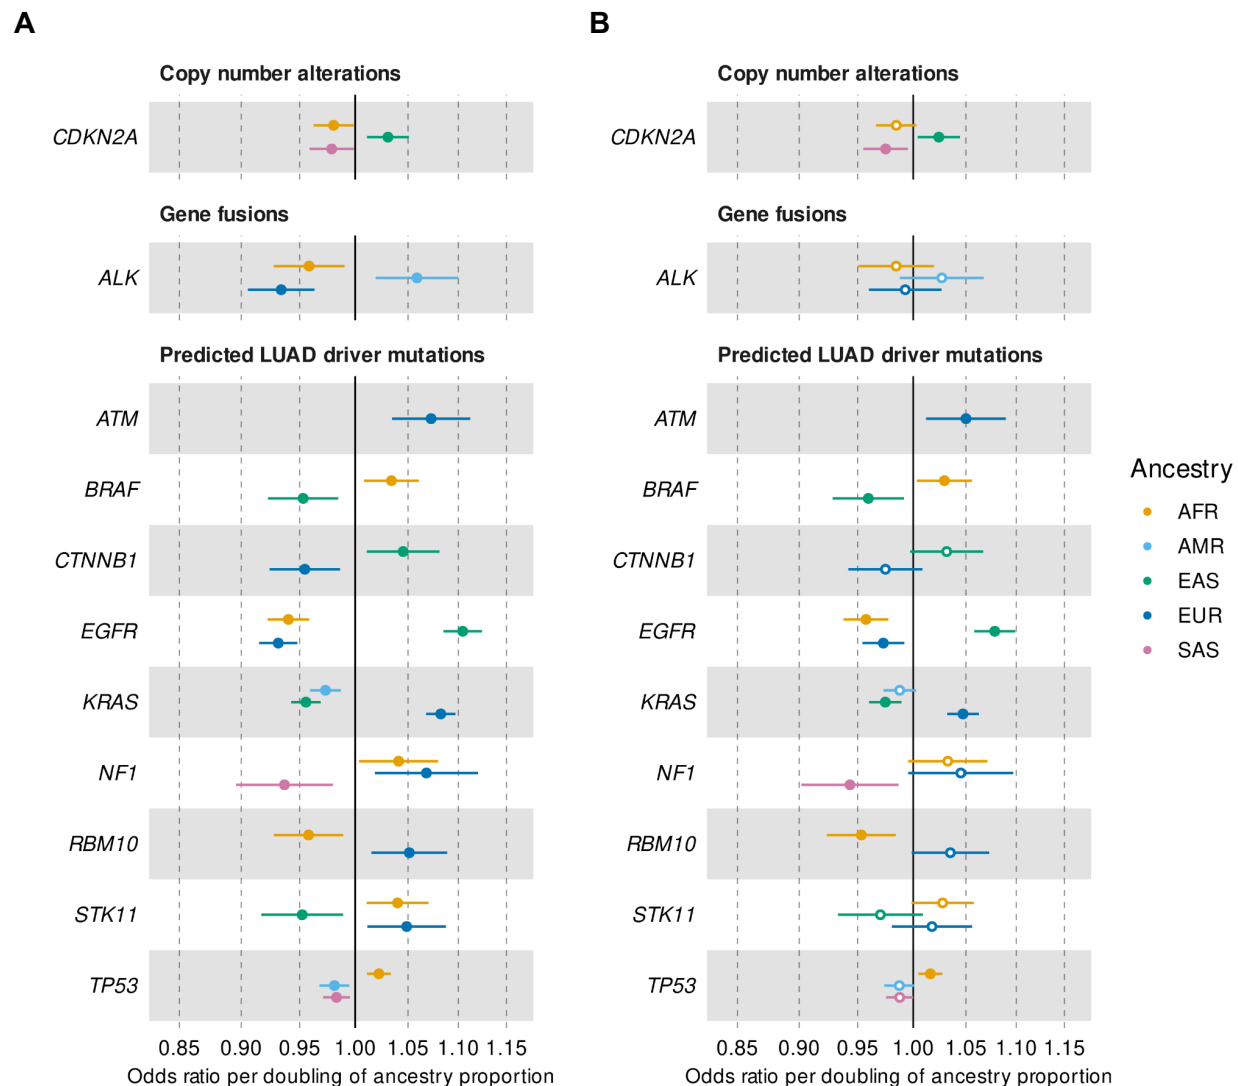 A
Copy number alterations
CDKN2A
Gene fusions
ALK
Predicted LUAD driver mutations
ATM
BRAF
CTNNB1
EGFR
KRAS
NF1
RBM10
STK11
TP53
0.85 0.90 0.95 1.00 1.05 1.10 1.15
Odds ratio per doubling of ancestry proportion
B
Copy number alterations
CDKN2A
Gene fusions
ALK
Predicted LUAD driver mutations
ATM
BRAF
CTNNB1
EGFR
KRAS
NF1
RBM10
STK11
TP53
0.85 0.90 0.95 1.00 1.05 1.10 1.15
Odds ratio per doubling of ancestry proportion
Ancestry
AFR
AMR
EAS
EUR
SAS